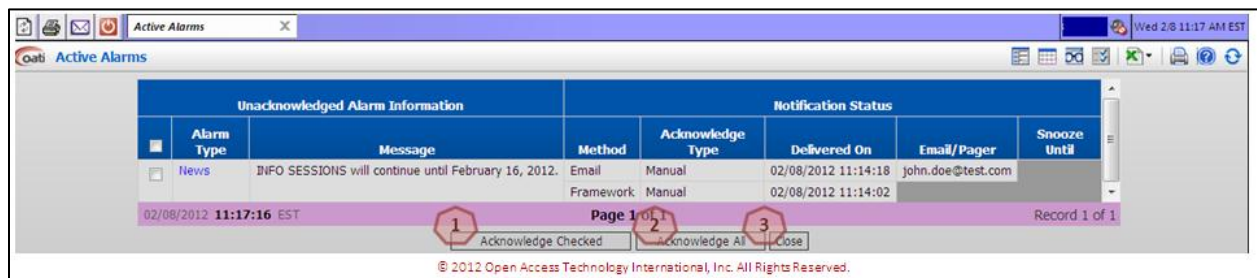 Active Alarms X
Wed 2/8 11:17 AM EST
oati Active Alarms
Unacknowledged Alarm Information Notification Status
Alarm Type Message Method Acknowledge Type Delivered On Email/Pager Snooze Until
News INFO SESSIONS will continue until February 16, 2012. Email Manual 02/08/2012 11:14:18 john.doe@test.com
Framework Manual 02/08/2012 11:14:02
02/08/2012 11:17:16 EST Page 1 of 1 Record 1 of 1
1 2 3
Acknowledge Checked Acknowledge All Close
© 2012 Open Access Technology International, Inc. All Rights Reserved.